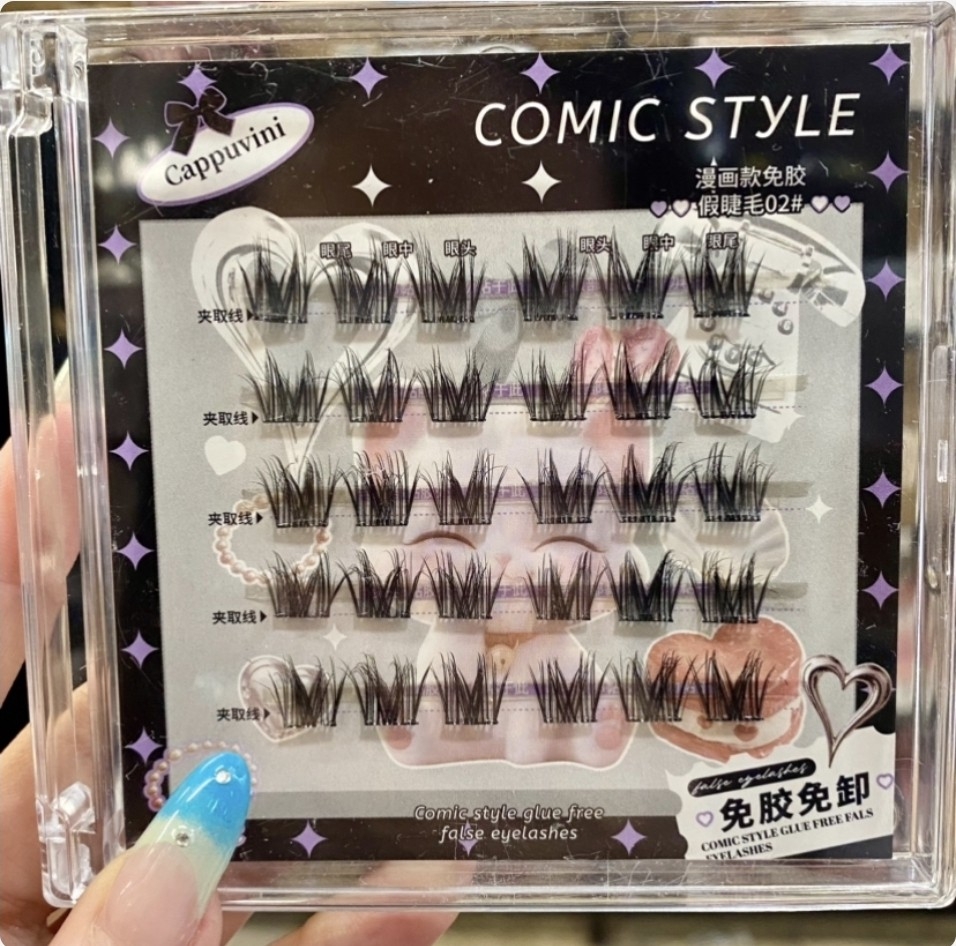 Cappuvini
COMIC STYLE
漫画款免胶
假睫毛02#
眼尾 眼中 眼头 眼头 眼中 眼尾
夹取线
夹取线
夹取线
夹取线
夹取线
Comic style glue free
false eyelashes
false eyelashes
免胶免卸
COMIC STYLE GLUE FREE FALS
EYELASHES